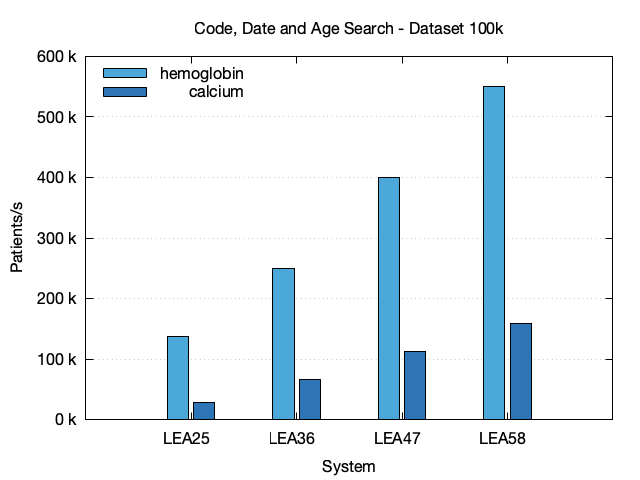 Code, Date and Age Search - Dataset 100k
600 k
500 k
400 k
300 k
200 k
100 k
0 k
Patients/s
hemoglobin
calcium
LEA25
LEA36
LEA47
LEA58
System